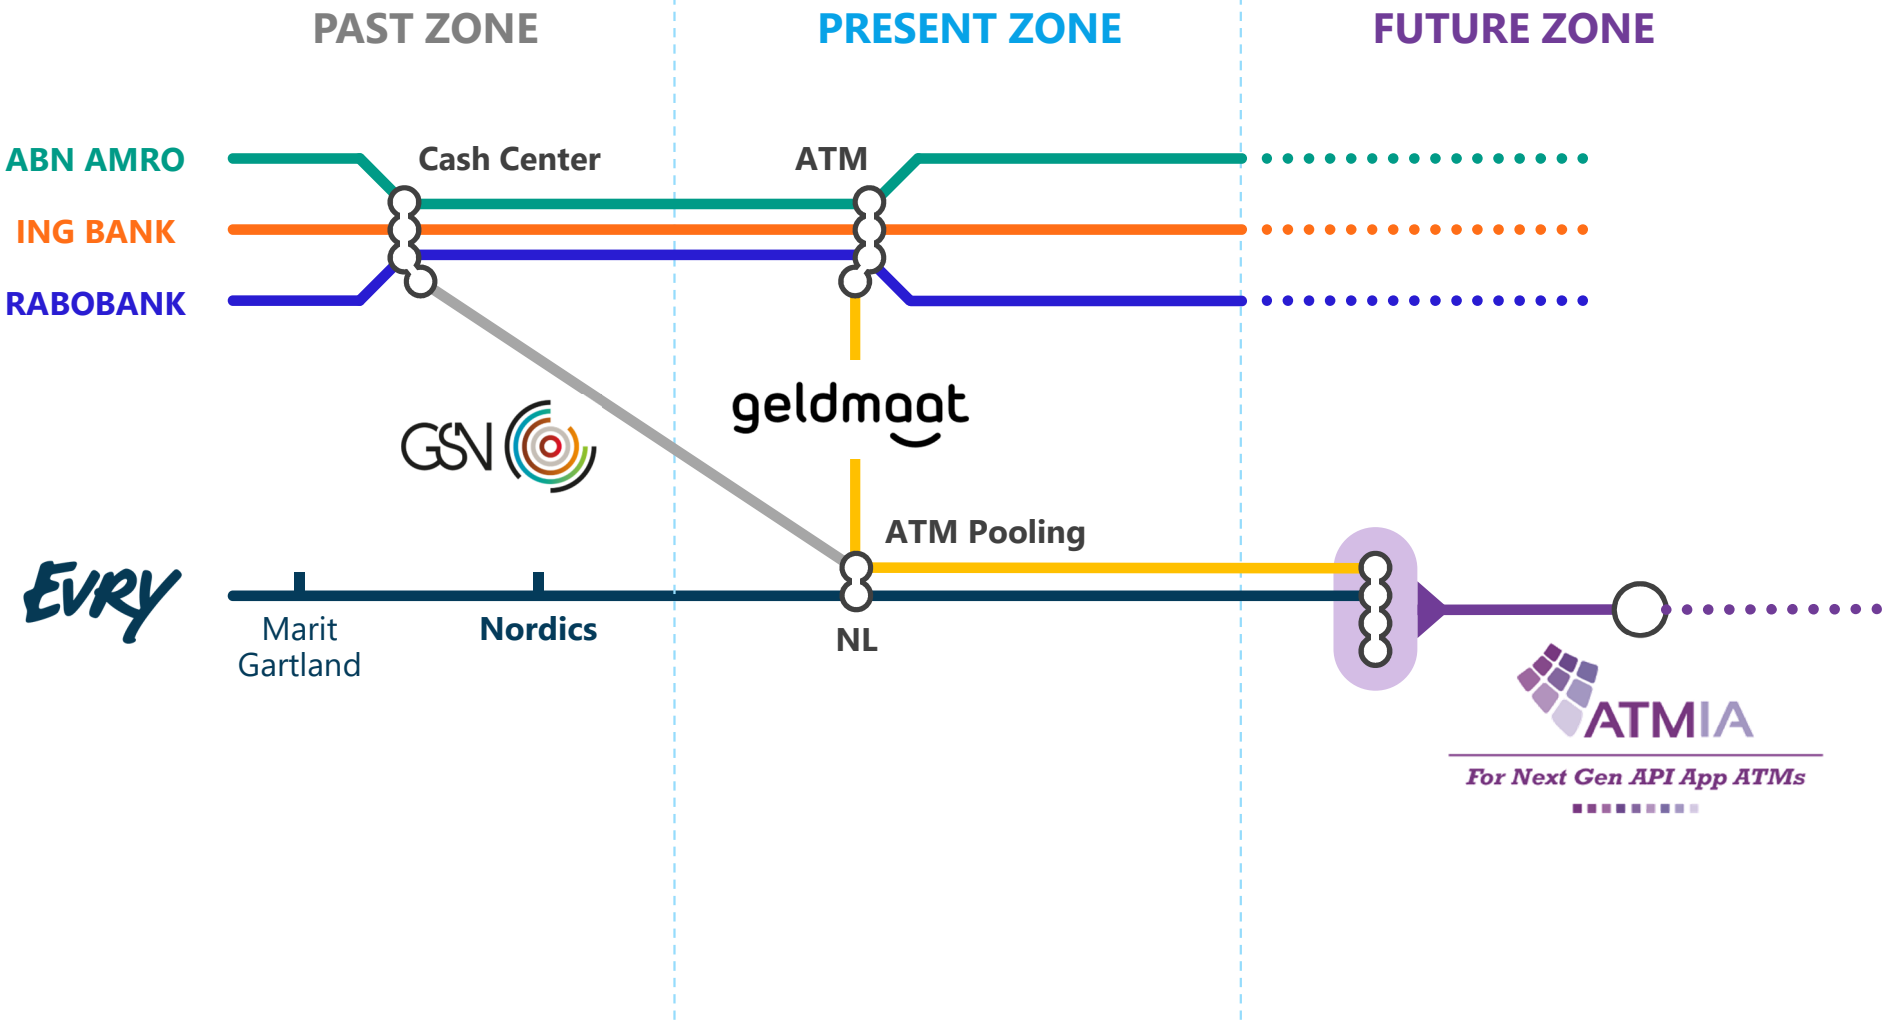 PAST ZONE
PRESENT ZONE
FUTURE ZONE
ABN AMRO
Cash Center
ATM
ING BANK
RABOBANK
geldmaat
GSN
ATM Pooling
EVRY
Marit
Gartland
Nordics
NL
ATMIA
For Next Gen API App ATMs